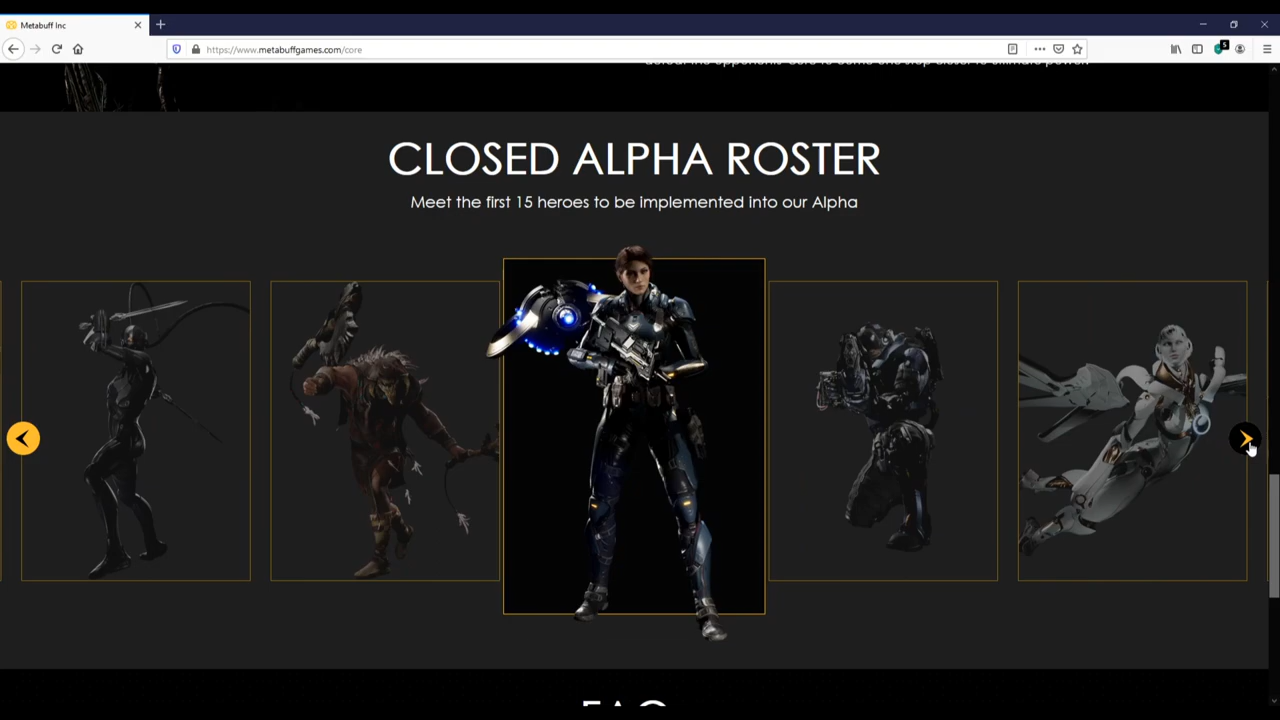 Metabuff Inc
https://www.metabuffgames.com/core
5
CLOSED ALPHA ROSTER
Meet the first 15 heroes to be implemented into our Alpha